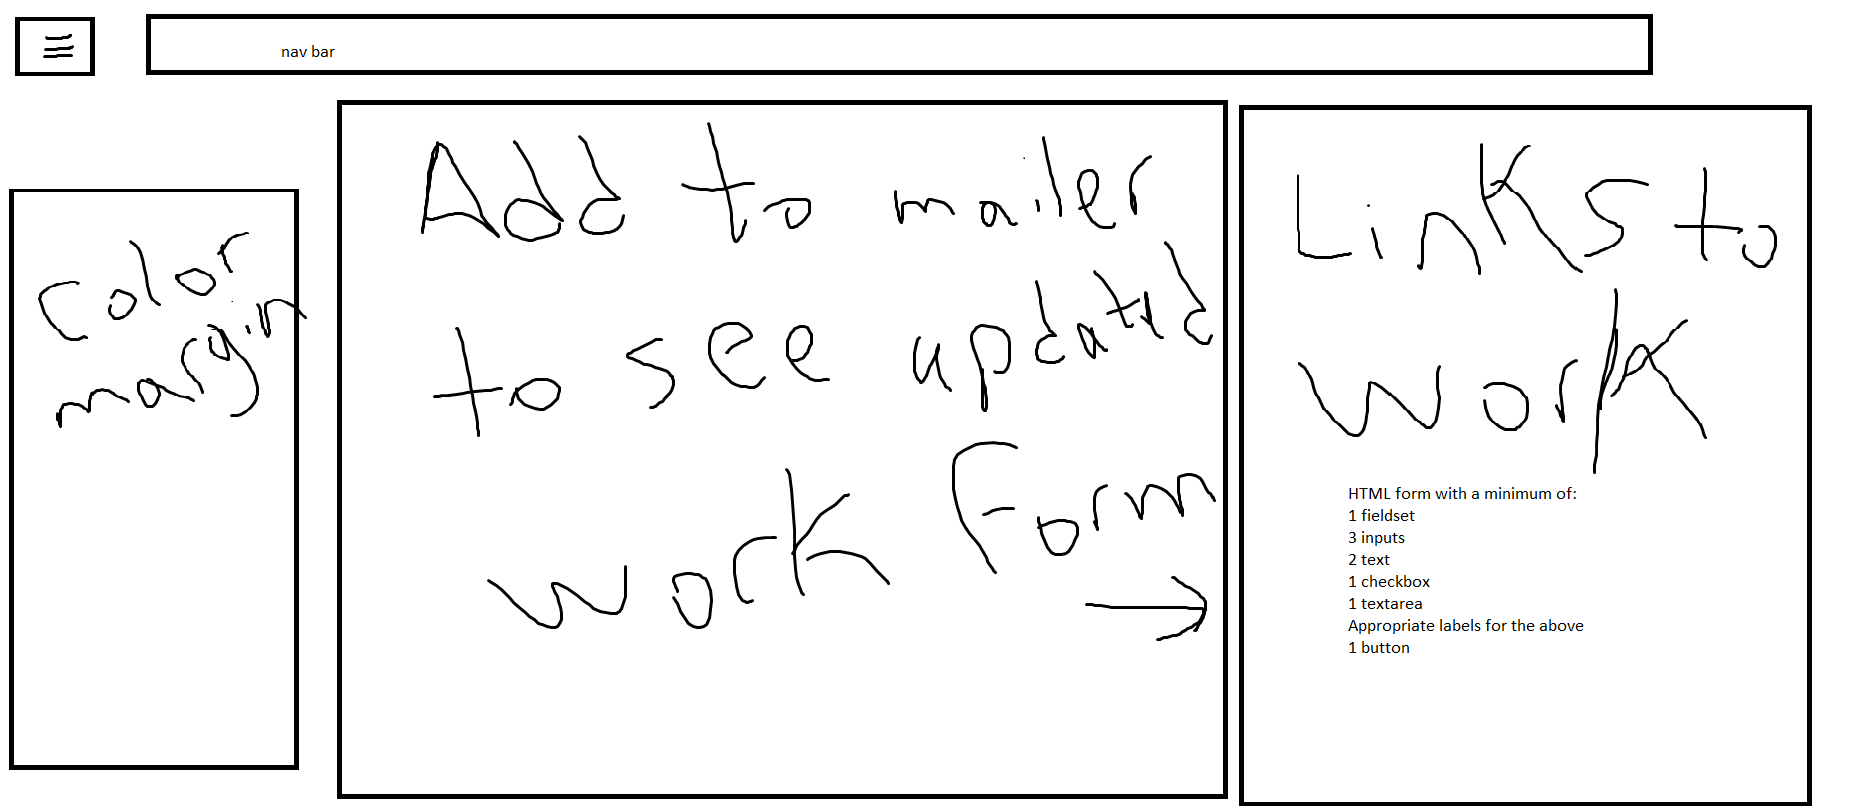 nav bar
Color
margin
Add to mailer
to see updated
work Form
Links to
work
HTML form with a minimum of:
1 fieldset
3 inputs
2 text
1 checkbox
1 textarea
Appropriate labels for the above
1 button